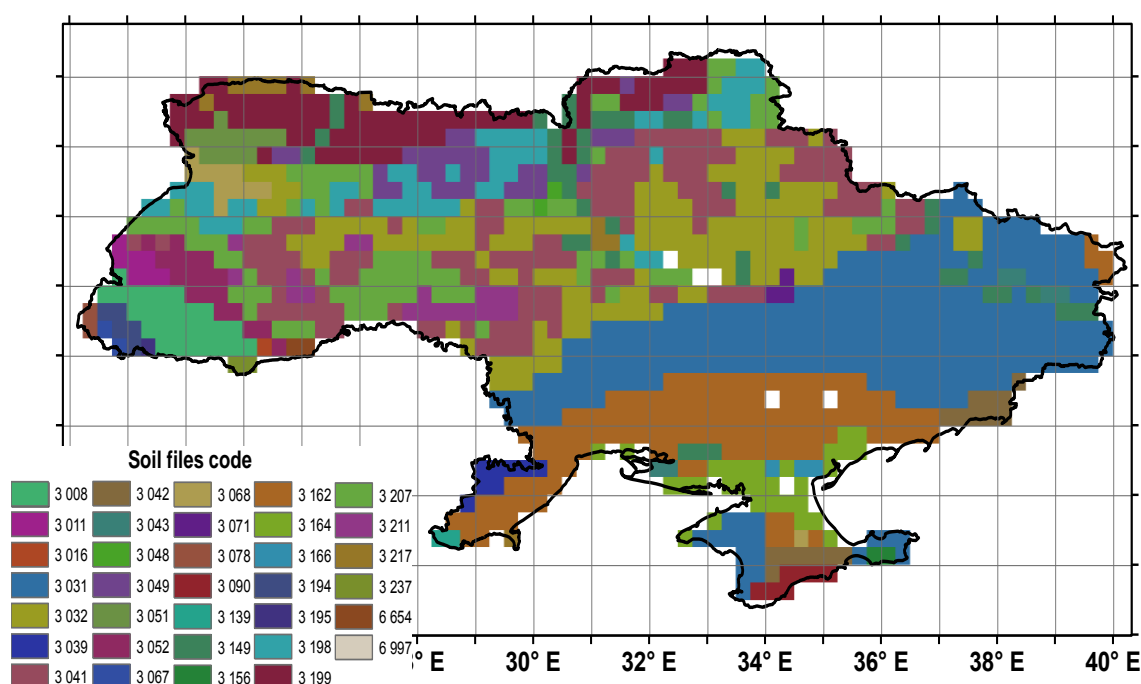 Soil files code
3 008 3 042 3 068 3 162 3 207
3 011 3 043 3 071 3 164 3 211
3 016 3 048 3 078 3 166 3 217
3 031 3 049 3 090 3 194 3 237
3 032 3 051 3 139 3 195 6 654
3 039 3 052 3 149 3 198 6 997
3 041 3 067 3 156 3 199
° E 30° E 32° E 34° E 36° E 38° E 40° E